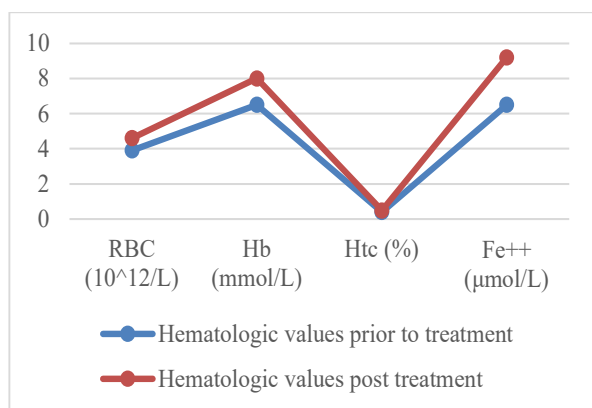 10
8
6
4
2
0
RBC (10^12/L)
Hb (mmol/L)
Htc (%)
Fe++ (μmol/L)
Hematologic values prior to treatment
Hematologic values post treatment